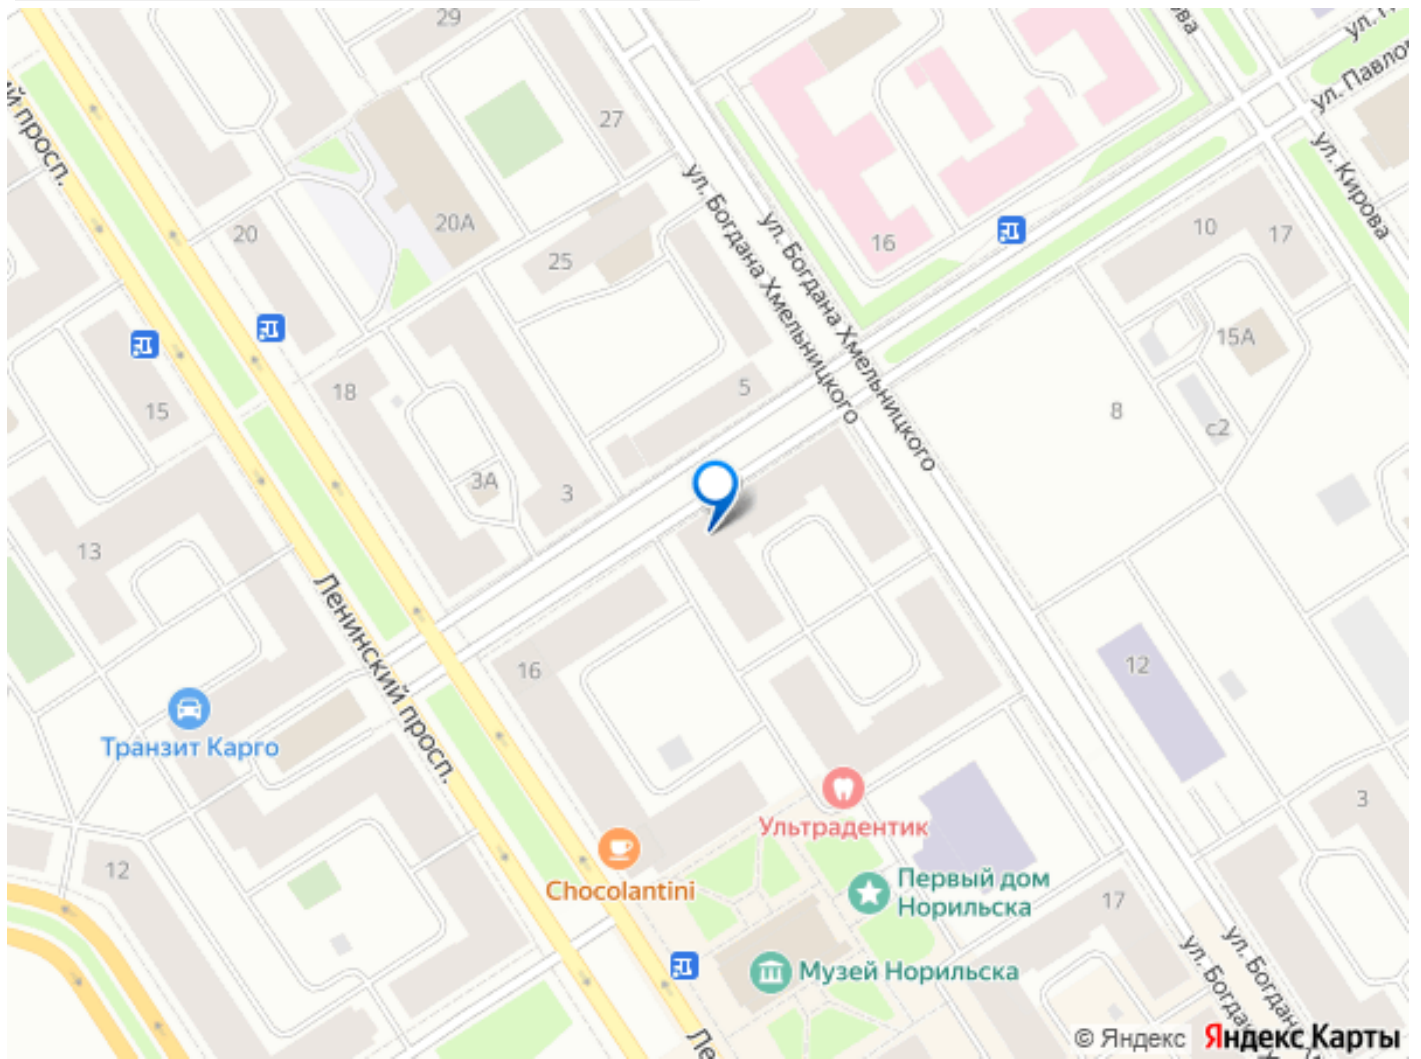 29
ул. Павлов
ул. Кирова
27
20А
20
25
16
10
17
ул. Богдана Хмельницкого
ул. Богдана Хмельницкого
15А
просп.
18
5
15
8
с2
3А
3
13
Ленинский просп.
16
12
Транзит Карго
Ультрадентик
3
12
Chocolantini
Первый дом
Норильска
17
Музей Норильска
© Яндекс Яндекс Карты